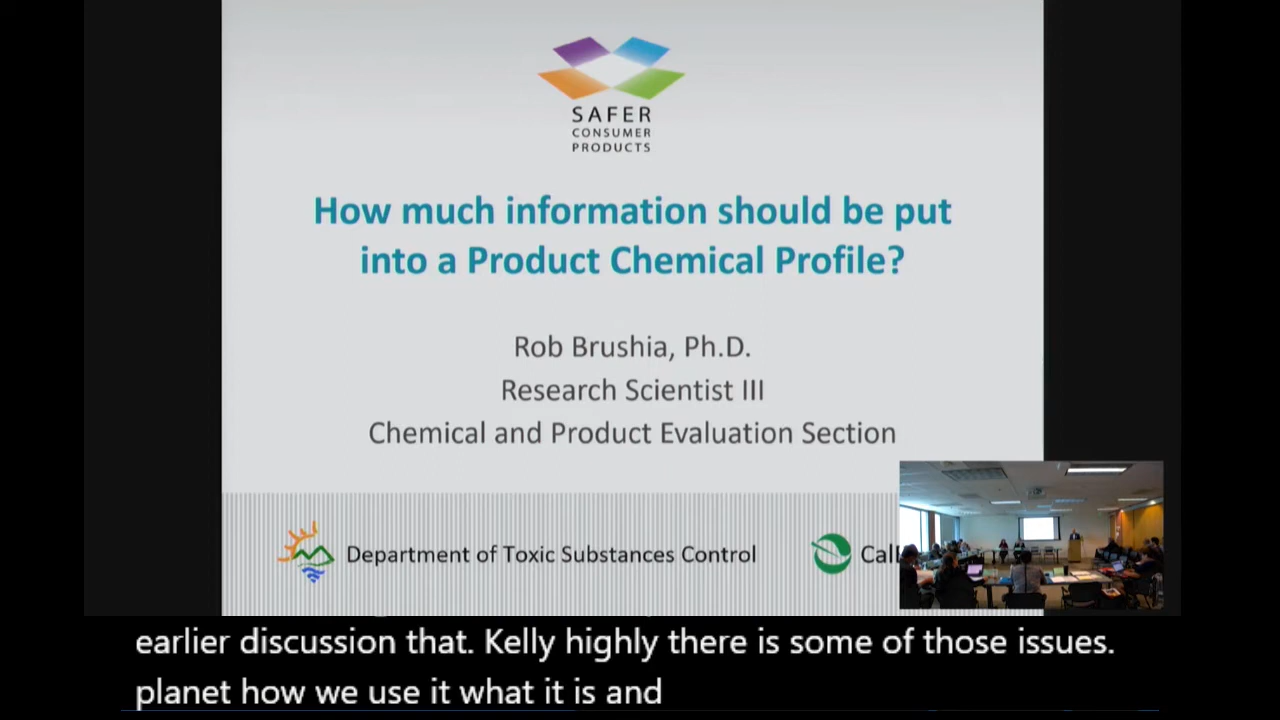 SAFER
CONSUMER
PRODUCTS
How much information should be put
into a Product Chemical Profile?
Rob Brushia, Ph.D.
Research Scientist III
Chemical and Product Evaluation Section
Department of Toxic Substances Control
earlier discussion that. Kelly highly there is some of those issues.
planet how we use it what it is and